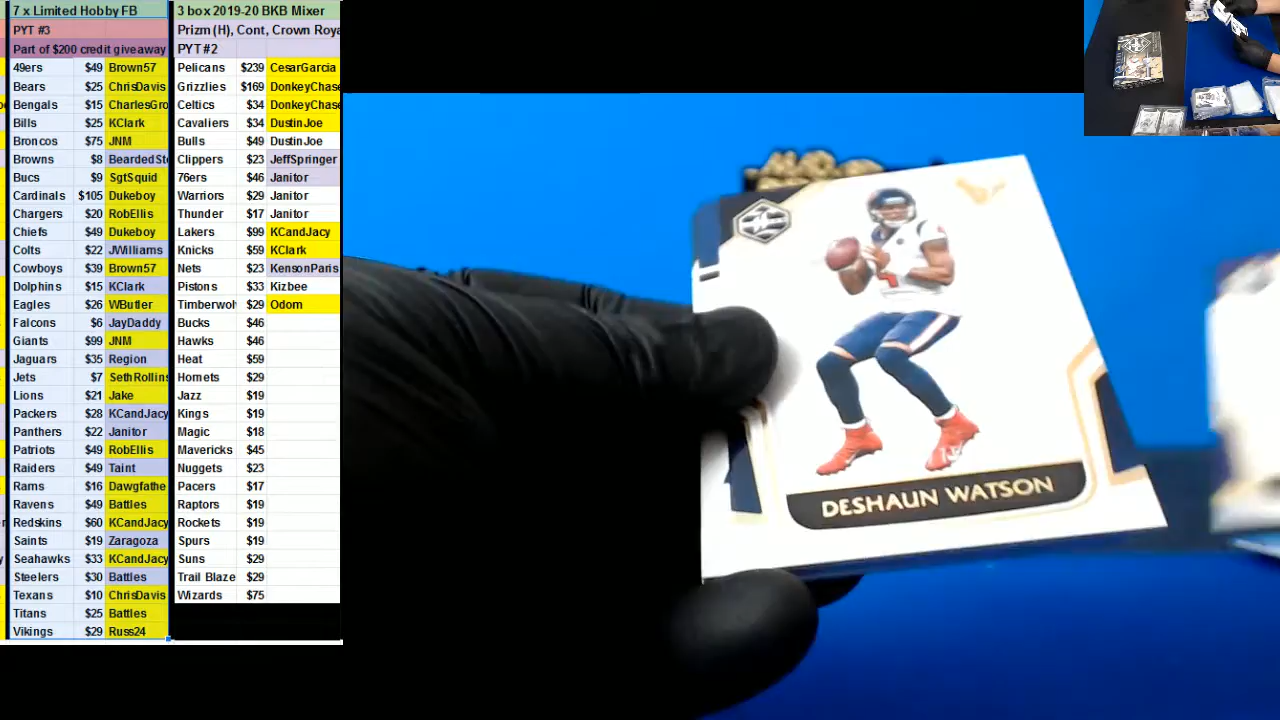 7 x Limited Hobby FB
PYT #3
Part of $200 credit giveaway
49ers $49 Brown57
Bears $25 ChrisDavis
Bengals $15 CharlesGro
Bills $25 KClark
Broncos $75 JNM
Browns $8 BeardedSt
Bucs $9 SgtSquid
Cardinals $105 Dukeboy
Chargers $20 RobEllis
Chiefs $49 Dukeboy
Colts $22 JWilliams
Cowboys $39 Brown57
Dolphins $15 KClark
Eagles $26 WButler
Falcons $6 JayDaddy
Giants $99 JNM
Jaguars $35 Region
Jets $7 SethRollins
Lions $21 Jake
Packers $28 KCandJacy
Panthers $22 Janitor
Patriots $49 RobEllis
Raiders $49 Taint
Rams $16 Dawgfathe
Ravens $49 Battles
Redskins $60 KCandJacy
Saints $19 Zaragoza
Seahawks $33 KCandJacy
Steelers $30 Battles
Texans $10 ChrisDavis
Titans $25 Battles
Vikings $29 Russ24
3 box 2019-20 BKB Mixer
Prizm (H), Cont, Crown Roya
PYT #2
Pelicans $239 CesarGarcia
Grizzlies $169 DonkeyChase
Celtics $34 DonkeyChase
Cavaliers $34 DustinJoe
Bulls $49 DustinJoe
Clippers $23 JeffSpringer
76ers $46 Janitor
Warriors $29 Janitor
Thunder $17 Janitor
Lakers $99 KCandJacy
Knicks $59 KClark
Nets $23 KensonParis
Pistons $33 Kizbee
Timberwol $29 Odom
Bucks $46
Hawks $46
Heat $59
Hornets $29
Jazz $19
Kings $19
Magic $18
Mavericks $45
Nuggets $23
Pacers $17
Raptors $19
Rockets $19
Spurs $19
Suns $29
Trail Blaze $29
Wizards $75
DESHAUN WATSON